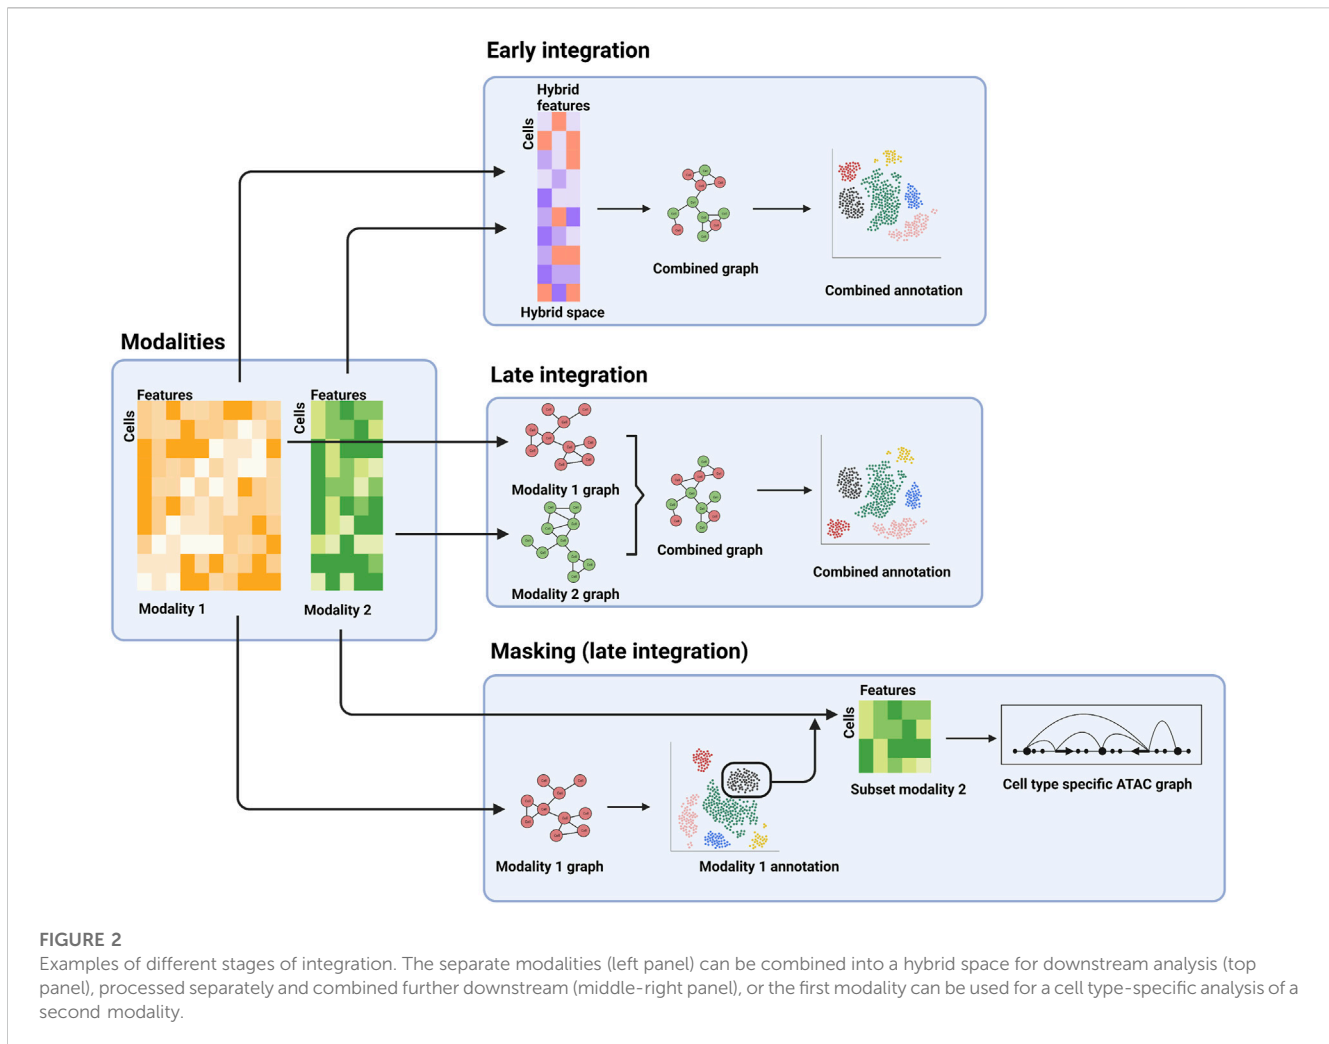 Early integration
Hybrid
features
Cells
Hybrid space
Combined graph
Combined annotation
Modalities
Features
Cells
Modality 1
Features
Cells
Modality 2
Late integration
Modality 1 graph
Modality 2 graph
Combined graph
Combined annotation
Masking (late integration)
Modality 1 graph
Modality 1 annotation
Features
Cells
Subset modality 2
Cell type specific ATAC graph
FIGURE 2
Examples of different stages of integration. The separate modalities (left panel) can be combined into a hybrid space for downstream analysis (top
panel), processed separately and combined further downstream (middle-right panel), or the first modality can be used for a cell type-specific analysis of a
second modality.